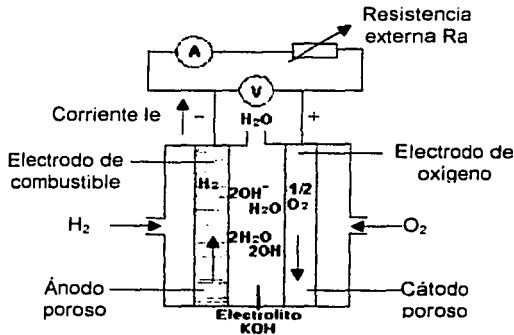 Resistencia
externa Ra
A
V
Corriente Ie
−
+
H₂O
Electrodo de
combustible
Electrodo de
oxígeno
H₂
2OH⁻
H₂O
1/2
O₂
H₂
O₂
2H₂O
2OH
Ánodo
poroso
Cátodo
poroso
Electrolito
KOH